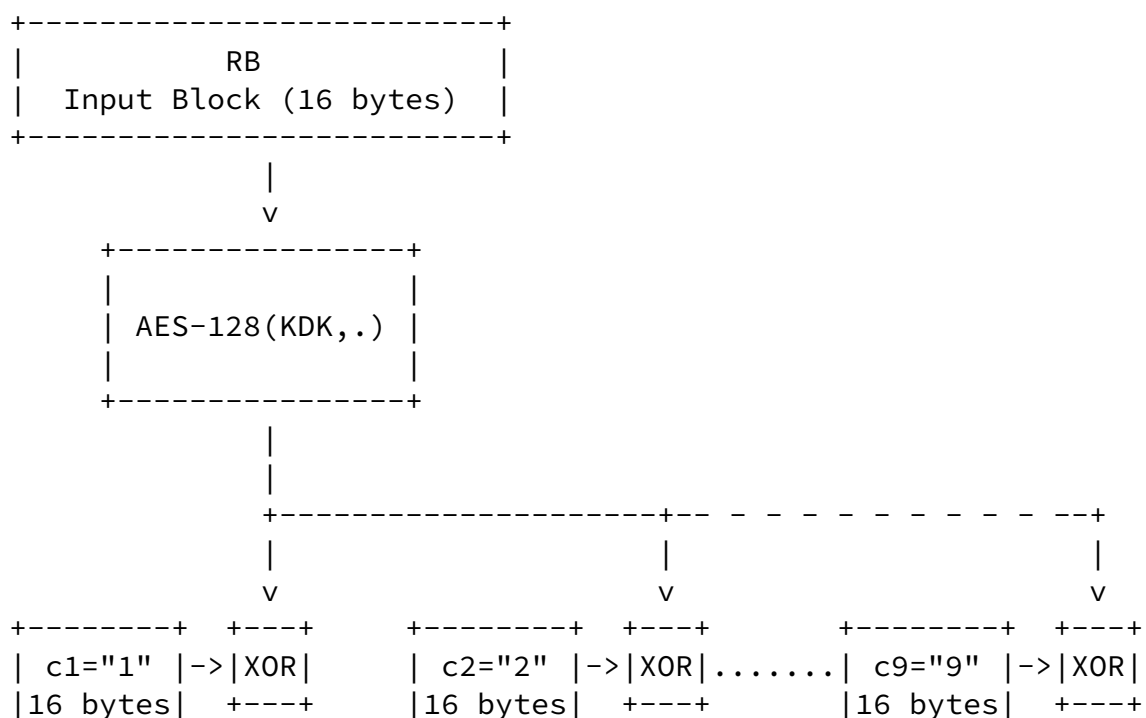 +--------------------------+
|            RB            |
|  Input Block (16 bytes)  |
+--------------------------+
              |
              v
     +----------------+
     |                |
     | AES-128(KDK,.) |
     |                |
     +----------------+
              |
              |
              +---------------------+-- - - - - - - - - - --+
              |                     |                       |
              v                     v                       v
+--------+  +---+     +--------+  +---+       +--------+  +---+
| c1="1" |->|XOR|     | c2="2" |->|XOR|.......| c9="9" |->|XOR|
|16 bytes|  +---+     |16 bytes|  +---+       |16 bytes|  +---+